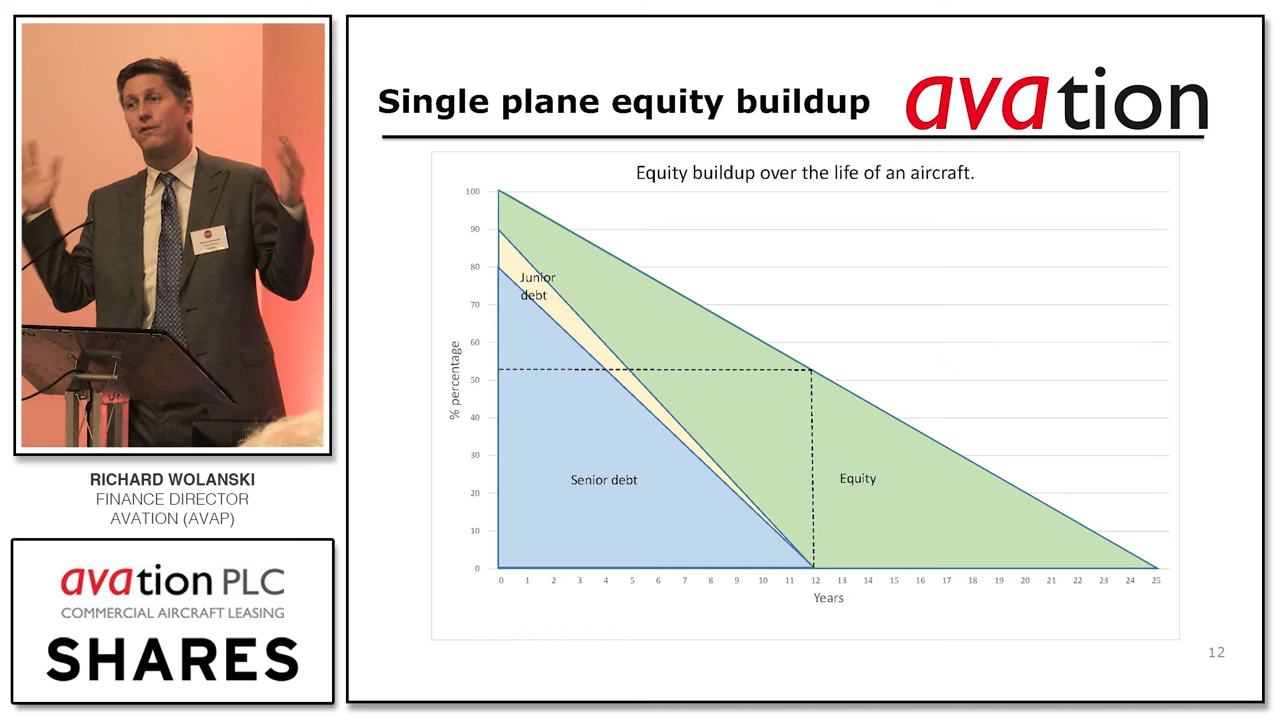 RICHARD WOLANSKI
FINANCE DIRECTOR
AVATION (AVAP)
avation PLC
COMMERCIAL AIRCRAFT LEASING
SHARES
Single plane equity buildup
avation
Equity buildup over the life of an aircraft.
100
90
80
70
60
50
40
30
20
10
0
% percentage
Junior
debt
Senior debt
Equity
0 1 2 3 4 5 6 7 8 9 10 11 12 13 14 15 16 17 18 19 20 21 22 23 24 25
Years
12